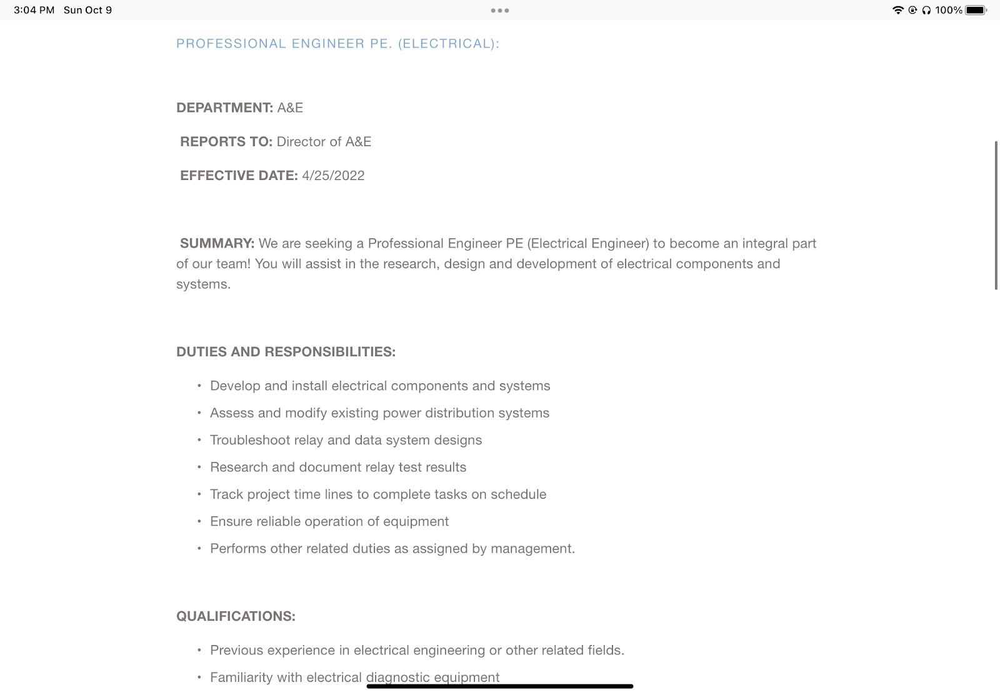 3:04 PM Sun Oct 9
100%
PROFESSIONAL ENGINEER PE. (ELECTRICAL):
DEPARTMENT: A&E
REPORTS TO: Director of A&E
EFFECTIVE DATE: 4/25/2022
SUMMARY: We are seeking a Professional Engineer PE (Electrical Engineer) to become an integral part
of our team! You will assist in the research, design and development of electrical components and
systems.
DUTIES AND RESPONSIBILITIES:
• Develop and install electrical components and systems
• Assess and modify existing power distribution systems
• Troubleshoot relay and data system designs
• Research and document relay test results
• Track project time lines to complete tasks on schedule
• Ensure reliable operation of equipment
• Performs other related duties as assigned by management.
QUALIFICATIONS:
• Previous experience in electrical engineering or other related fields.
• Familiarity with electrical diagnostic equipment